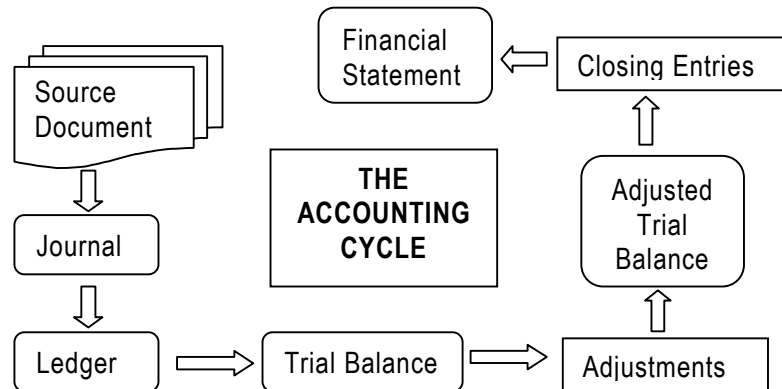 Source
Document
Journal
Ledger
Trial Balance
Adjustments
Adjusted
Trial
Balance
Closing Entries
Financial
Statement
THE
ACCOUNTING
CYCLE